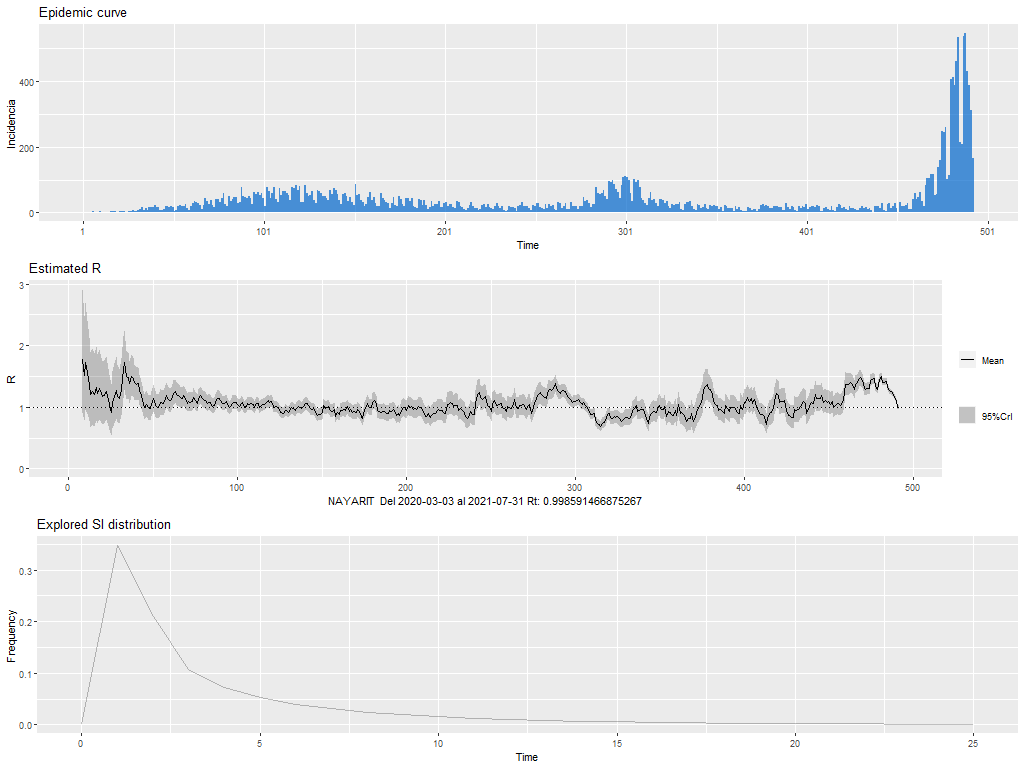 Epidemic curve
400
200
0
Incidencia
1 101 201 301 401 501
Time
Estimated R
3
2
1
0
R
0 100 200 300 400 500
NAYARIT Del 2020-03-03 al 2021-07-31 Rt: 0.998591466875267
Mean
95%CrI
Explored SI distribution
0.3
0.2
0.1
0.0
Frequency
0 5 10 15 20 25
Time